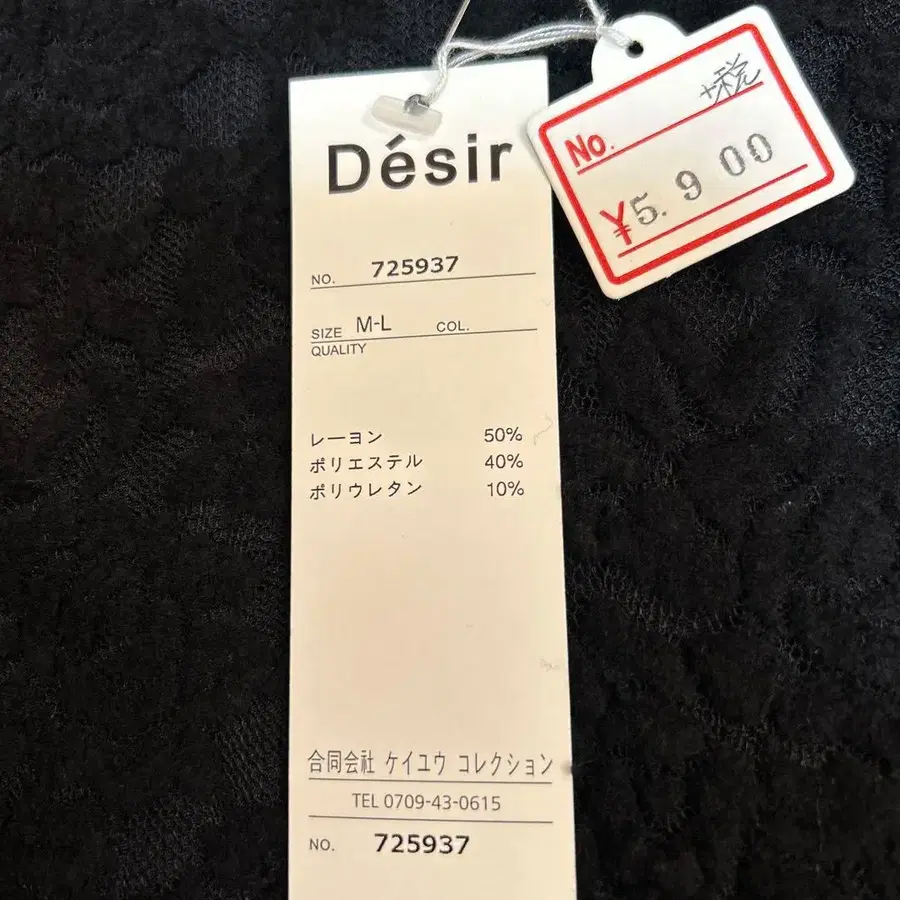 Désir
NO. 725937
SIZE M-L COL.
QUALITY
レーヨン 50%
ポリエステル 40%
ポリウレタン 10%
合同会社 ケイユウ コレクション
TEL 0709-43-0615
NO. 725937
+税
No.
¥5.900